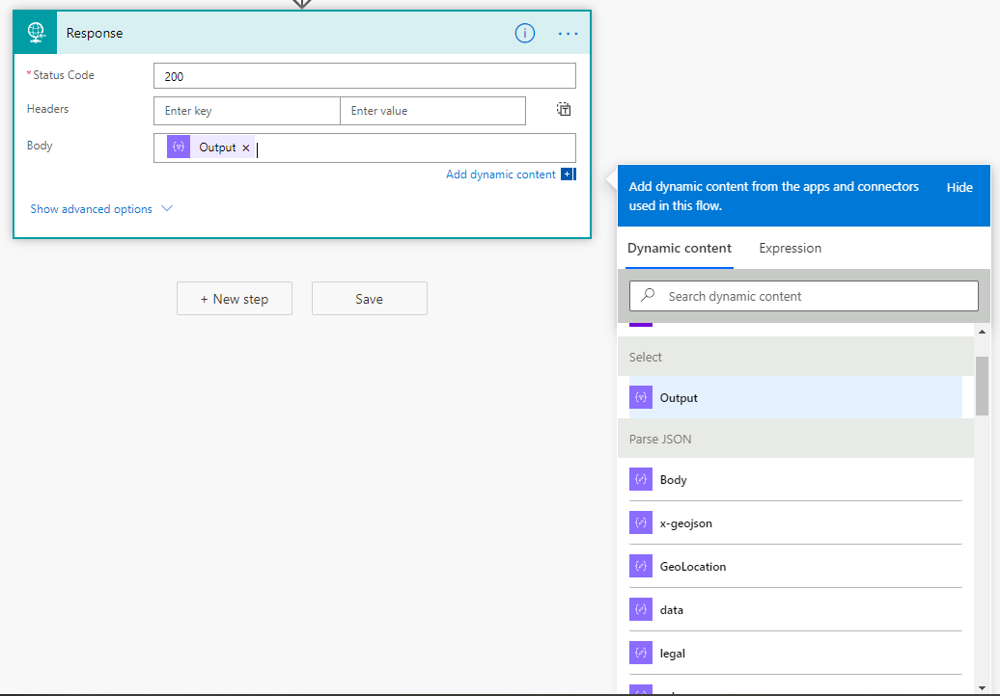 Response
*Status Code
200
Headers
Enter key
Enter value
Body
Output ×
Add dynamic content
Show advanced options
+ New step
Save
Add dynamic content from the apps and connectors
used in this flow.
Hide
Dynamic content
Expression
Search dynamic content
Select
Output
Parse JSON
Body
x-geojson
GeoLocation
data
legal